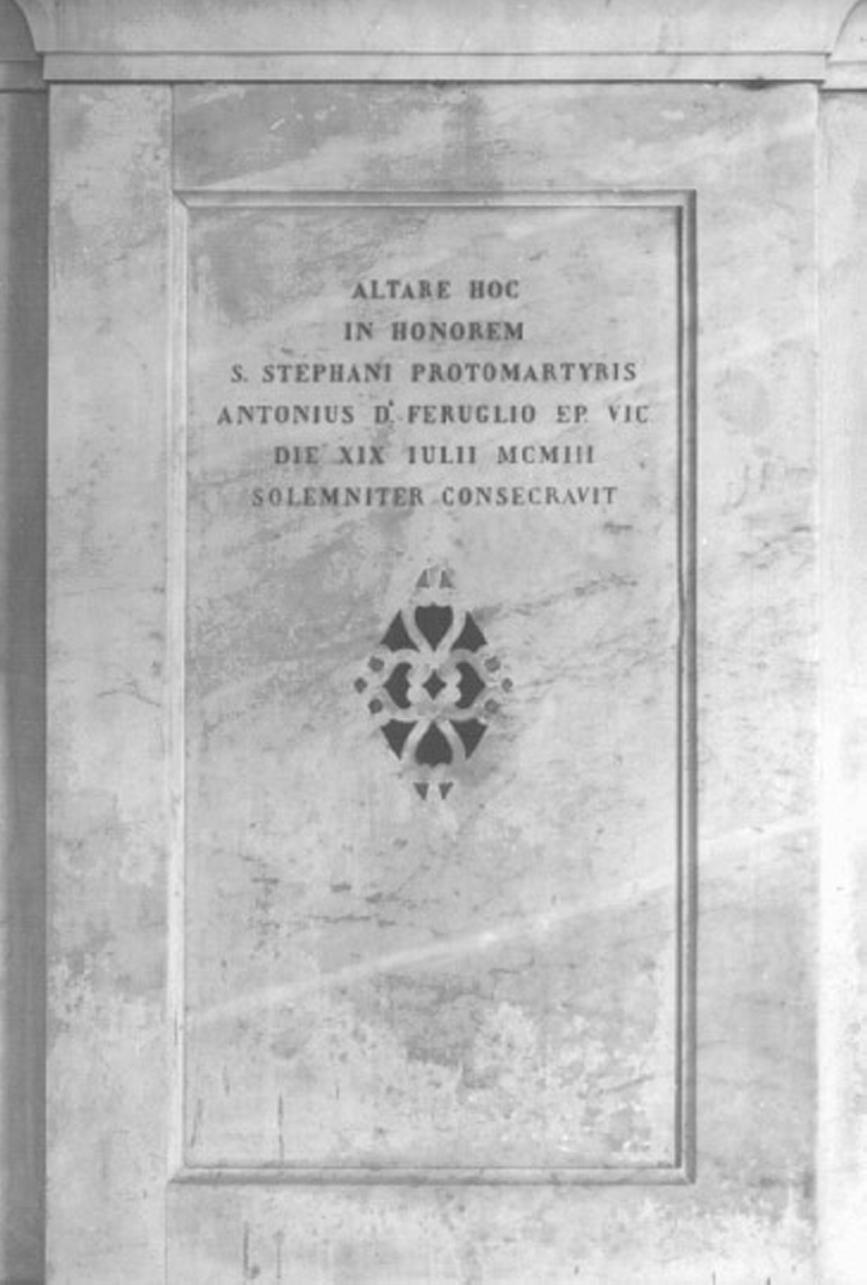 ALTARE HOC
IN HONOREM
S. STEPHANI PROTOMARTYRIS
ANTONIUS D.R FERUGLIO EP. VIC
DIE XIX IULII MCMIII
SOLEMNITER CONSECRAVIT